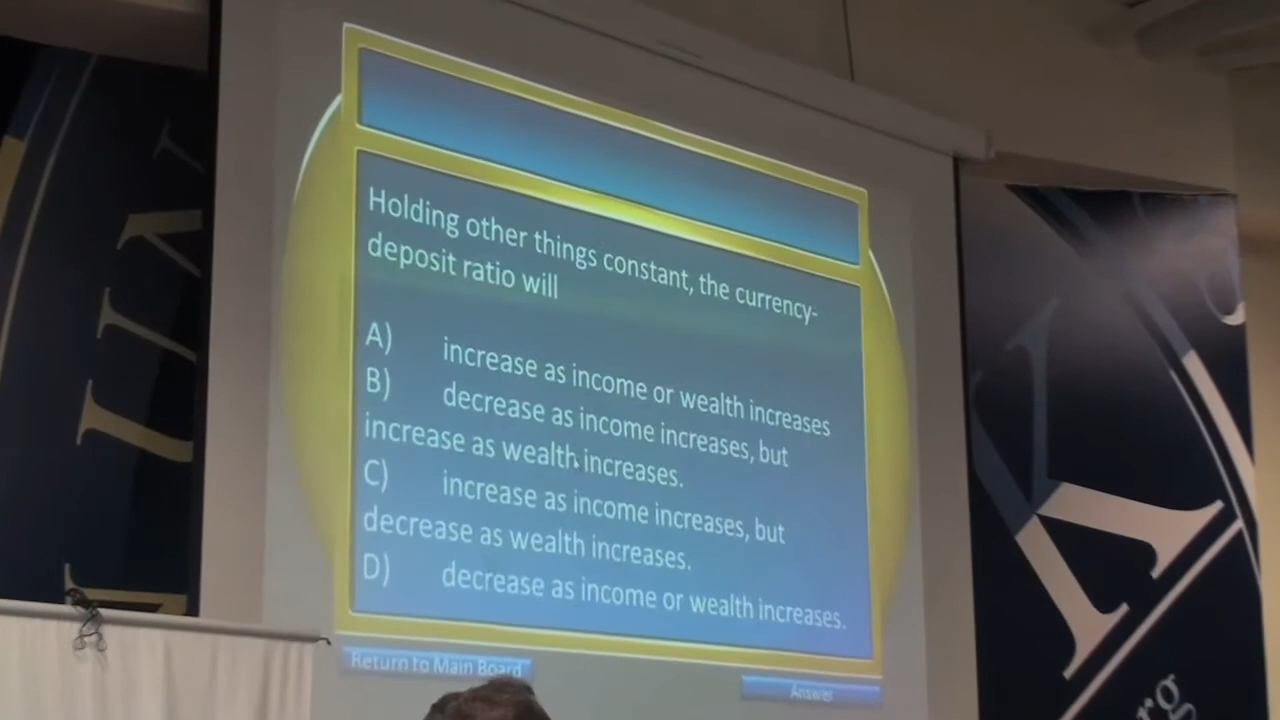 Holding other things constant, the currency-
deposit ratio will
A) increase as income or wealth increases
B) decrease as income increases, but
increase as wealth increases.
C) increase as income increases, but
decrease as wealth increases.
D) decrease as income or wealth increases.
Return to Main Board
Answer